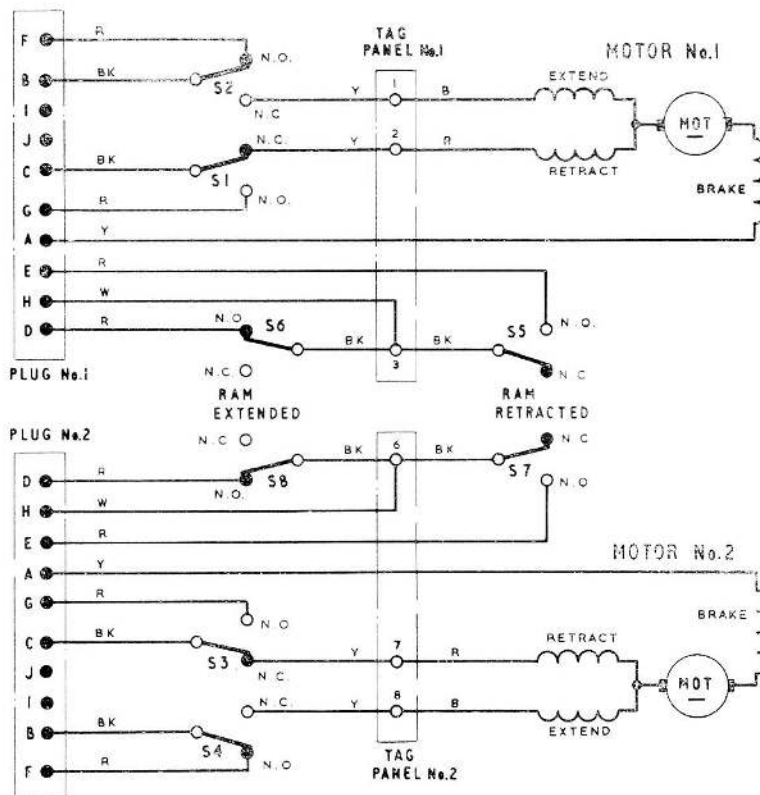 F R N.O. TAG PANEL No.1 MOTOR No.1
B BK S2 N.C 1 Y B EXTEND
I
J N.C. 2 Y R MOT
C BK S1 RETRACT BRAKE
G R N.O.
A Y
E R
H W
D R N.O S6 BK 3 BK S5 N.O.
PLUG No.1 N.C. RAM EXTENDED N.C RAM RETRACTED
PLUG No.2 N.C 6 N C
D R BK BK S7
N.O. S8
H W N.O
E R
A Y MOTOR No.2
G R N.O BRAKE
C BK 7 RETRACT
J S3 N.C. Y R MOT
I N.C. 8 Y B
B BK EXTEND
S4
F R N.O TAG PANEL No.2